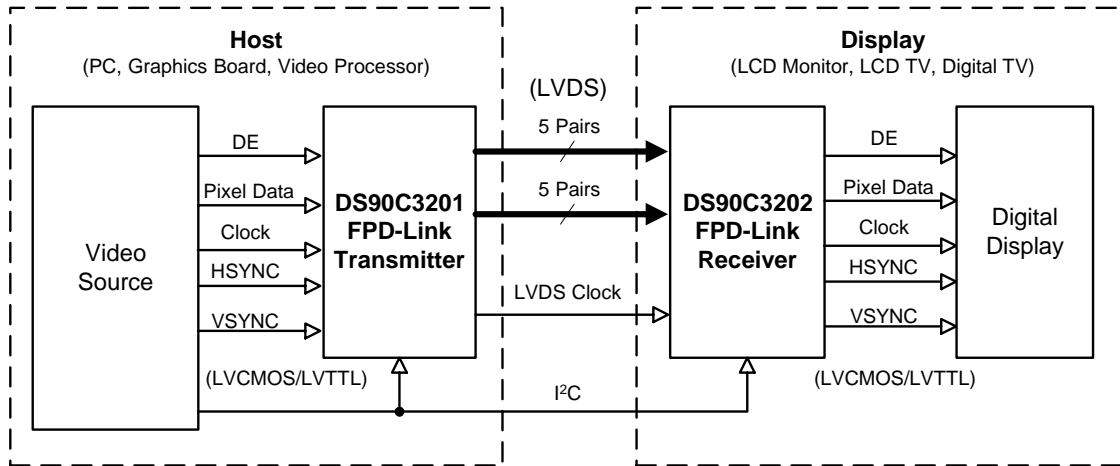 Host
(PC, Graphics Board, Video Processor)
Display
(LCD Monitor, LCD TV, Digital TV)
(LVDS)
Video
Source
DE
Pixel Data
Clock
HSYNC
VSYNC
(LVCMOS/LVTTL)
DS90C3201
FPD-Link
Transmitter
5 Pairs
5 Pairs
LVDS Clock
I²C
DS90C3202
FPD-Link
Receiver
DE
Pixel Data
Clock
HSYNC
VSYNC
(LVCMOS/LVTTL)
Digital
Display